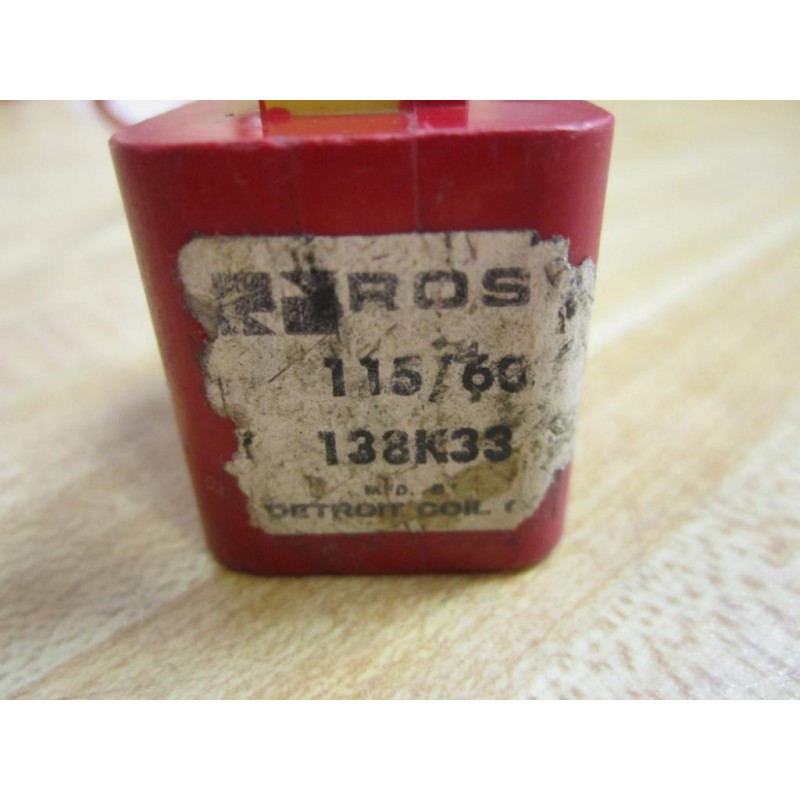 ROS
115/60
138K33
M D B
DETROIT COIL C